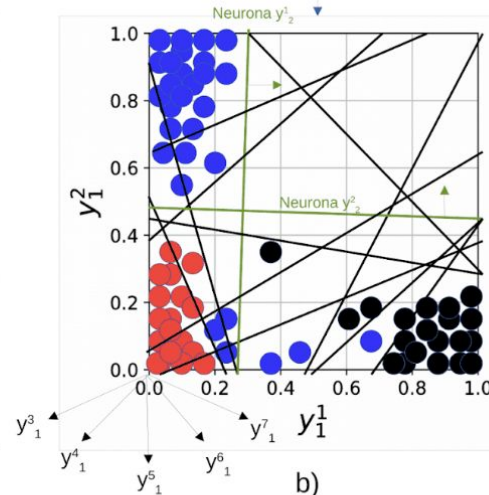 Neurona y¹₂
1.0
0.8
0.6
0.4
0.2
0.0
y₁²
Neurona y²₂
0.0 0.2 0.4 0.6 0.8 1.0
y₁¹
y³₁
y⁴₁
y⁵₁
y⁶₁
y⁷₁
b)